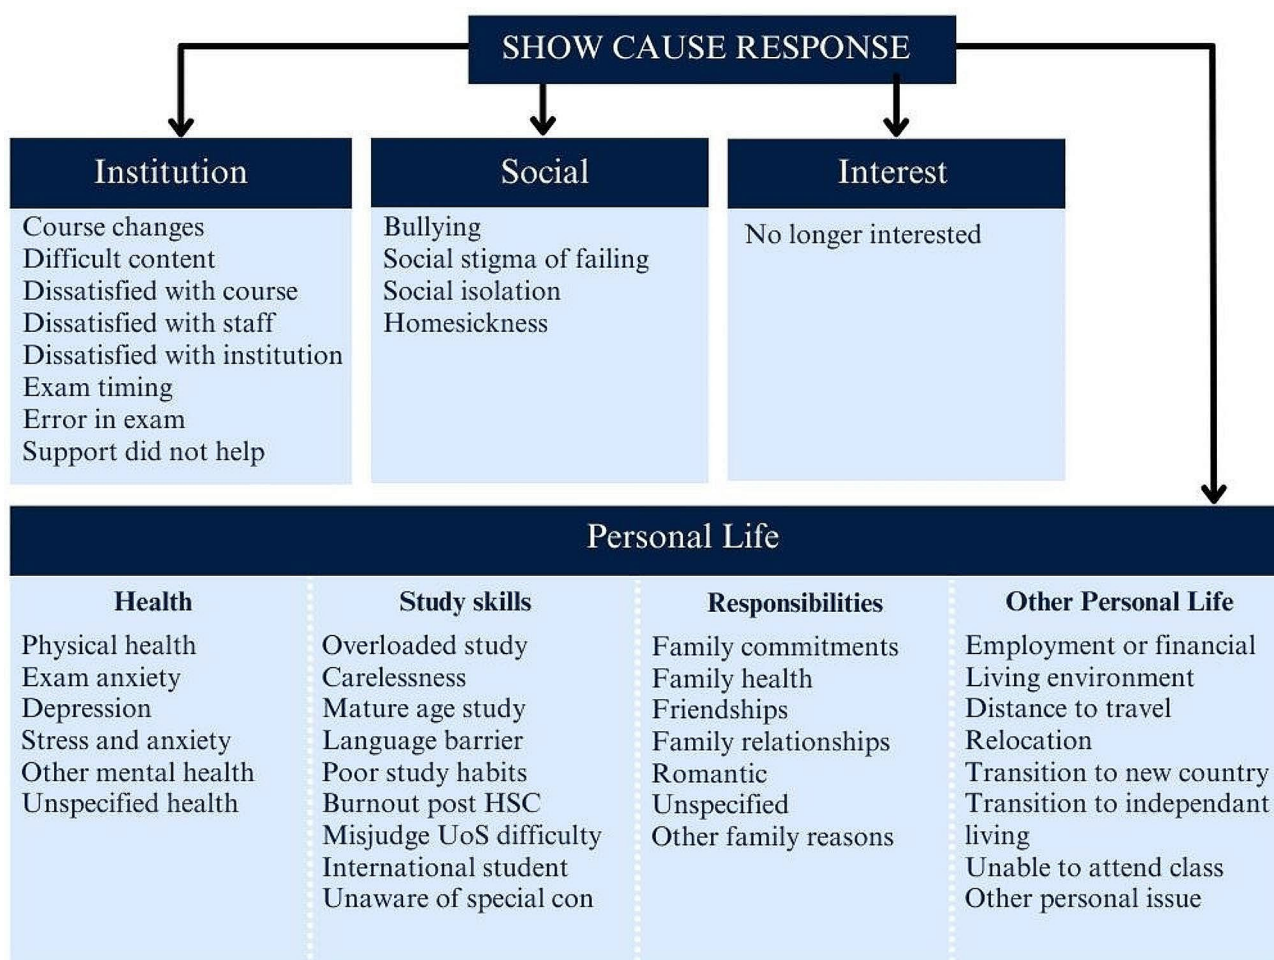 SHOW CAUSE RESPONSE
Institution
Course changes
Difficult content
Dissatisfied with course
Dissatisfied with staff
Dissatisfied with institution
Exam timing
Error in exam
Support did not help
Social
Bullying
Social stigma of failing
Social isolation
Homesickness
Interest
No longer interested
Personal Life
Health
Physical health
Exam anxiety
Depression
Stress and anxiety
Other mental health
Unspecified health
Study skills
Overloaded study
Carelessness
Mature age study
Language barrier
Poor study habits
Burnout post HSC
Misjudge UoS difficulty
International student
Unaware of special con
Responsibilities
Family commitments
Family health
Friendships
Family relationships
Romantic
Unspecified
Other family reasons
Other Personal Life
Employment or financial
Living environment
Distance to travel
Relocation
Transition to new country
Transition to independant
living
Unable to attend class
Other personal issue